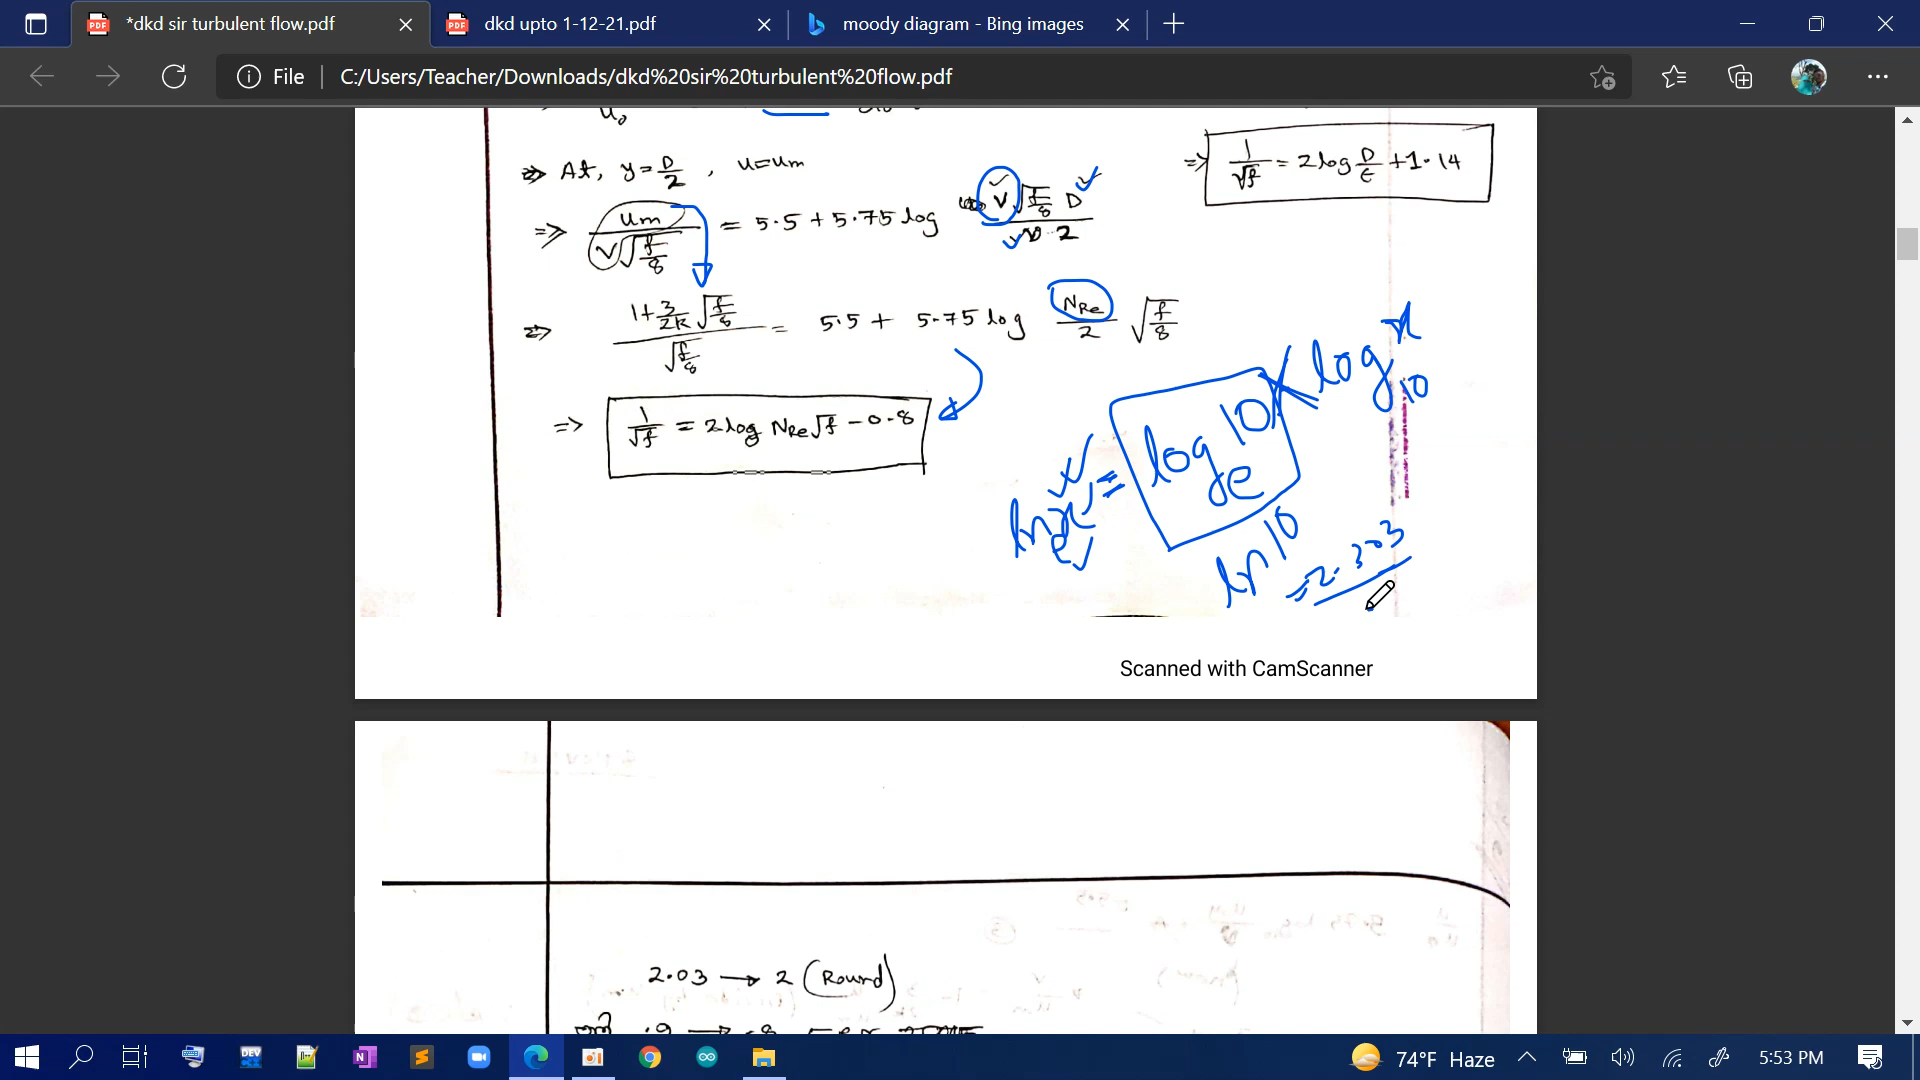 *dkd sir turbulent flow.pdf
dkd upto 1-12-21.pdf
moody diagram - Bing images
File
C:/Users/Teacher/Downloads/dkd%20sir%20turbulent%20flow.pdf
u₀
⇒ At, y = D/2 , u = um
⇒ 1/√f = 2 log D/ε + 1.14
⇒ um / V√(f/8) = 5.5 + 5.75 log V√(f/8) D / ν·2
⇒ (1 + 3/2k √(f/8)) / √(f/8) = 5.5 + 5.75 log NRe/2 √(f/8)
⇒ 1/√f = 2 log NRe √f − 0.8
ln x e = log 10 e × log x 10
ln 10
= 2.303
Scanned with CamScanner
2.03 → 2 (Round)
74°F Haze
5:53 PM